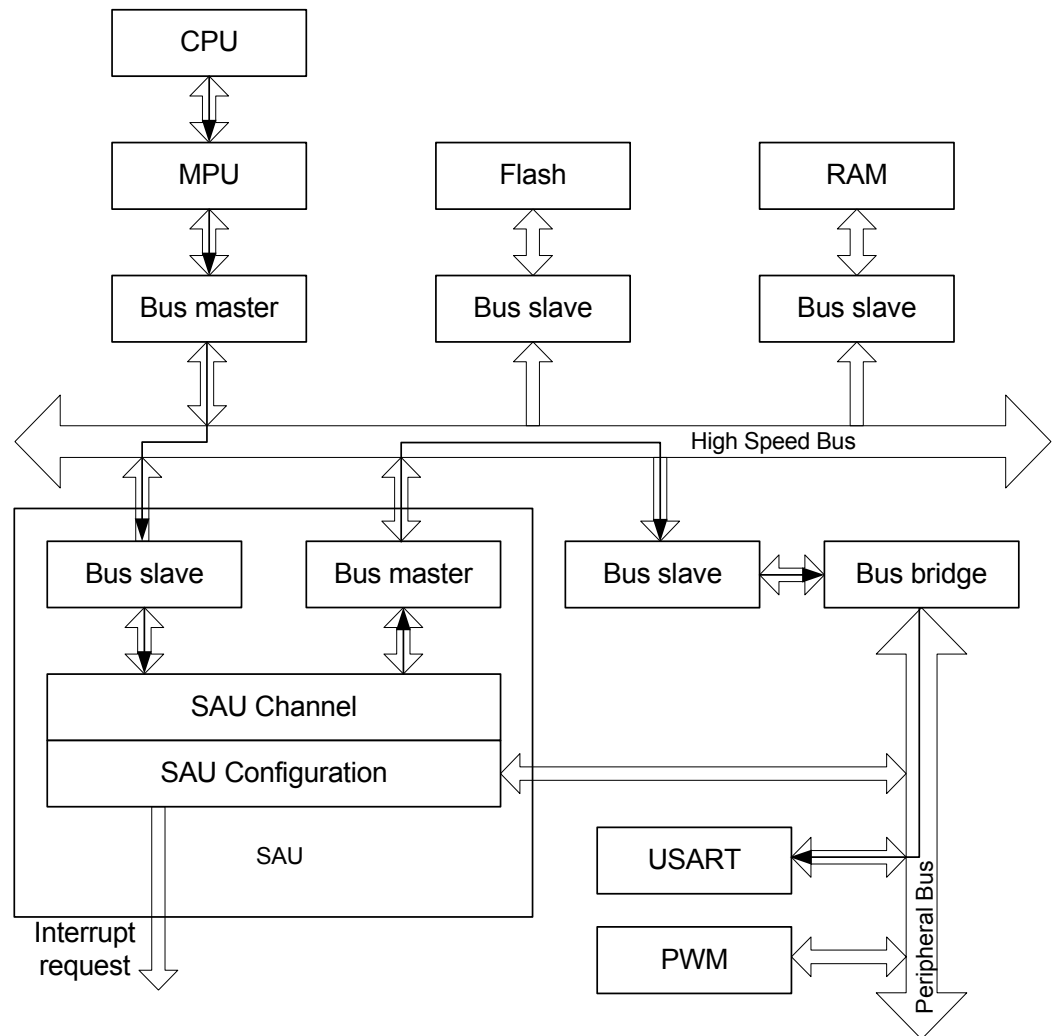 CPU
MPU
Flash
RAM
Bus master
Bus slave
Bus slave
High Speed Bus
Bus slave
Bus master
Bus slave
Bus bridge
SAU Channel
SAU Configuration
SAU
USART
PWM
Peripheral Bus
Interrupt
request